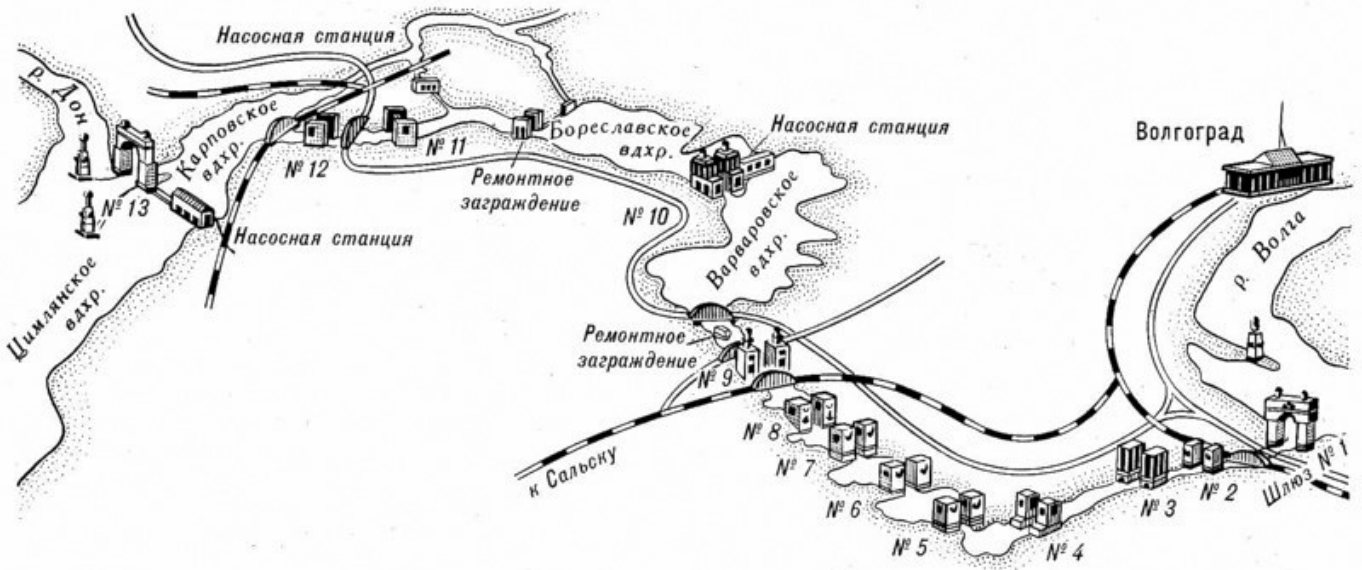 Насосная станция
р. Дон
Карповское
вдхр.
№ 13
№ 12
№ 11
Насосная станция
Цимлянское
вдхр.
Ремонтное
заграждение
Береславское
вдхр.
Насосная станция
№ 10
Варваровское
вдхр.
Волгоград
р. Волга
Ремонтное
заграждение
№ 9
к Сальску
№ 8
№ 7
№ 6
№ 5
№ 4
№ 3
№ 2
Шлюз № 1